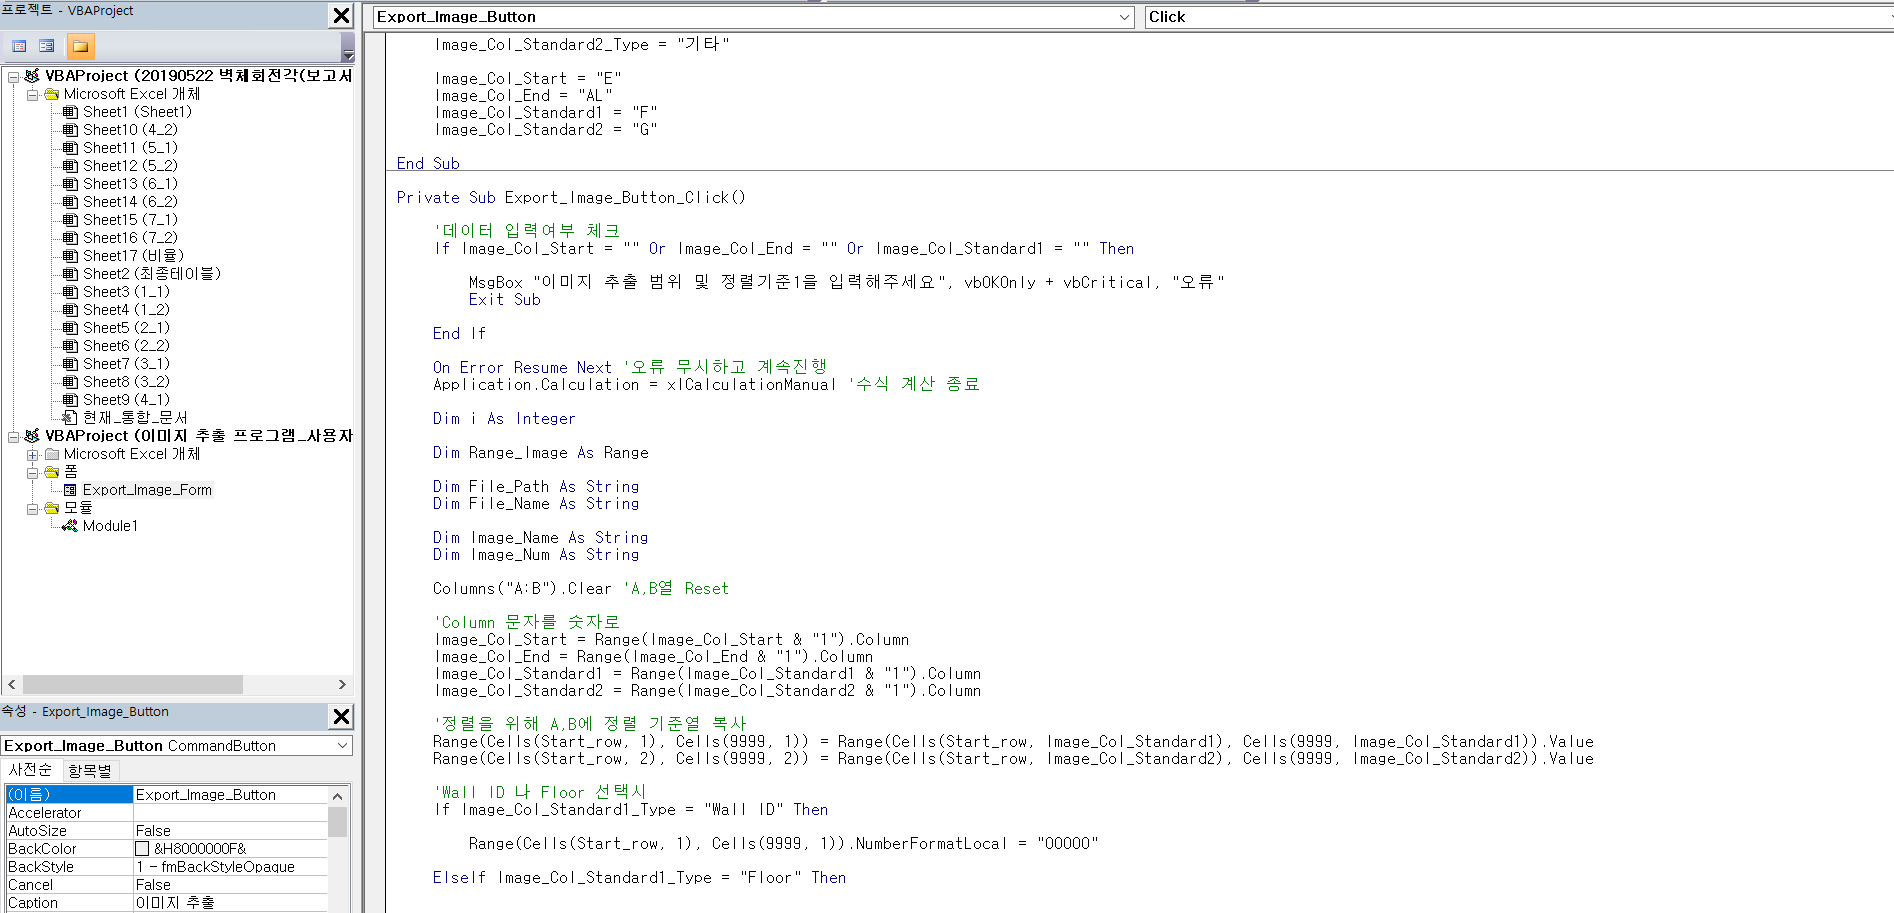 프로젝트 - VBAProject
VBAProject (20190522 벽체회전각(보고서
Microsoft Excel 개체
Sheet1 (Sheet1)
Sheet10 (4_2)
Sheet11 (5_1)
Sheet12 (5_2)
Sheet13 (6_1)
Sheet14 (6_2)
Sheet15 (7_1)
Sheet16 (7_2)
Sheet17 (비율)
Sheet2 (최종테이블)
Sheet3 (1_1)
Sheet4 (1_2)
Sheet5 (2_1)
Sheet6 (2_2)
Sheet7 (3_1)
Sheet8 (3_2)
Sheet9 (4_1)
현재_통합_문서
VBAProject (이미지 추출 프로그램_사용자
Microsoft Excel 개체
폼
Export_Image_Form
모듈
Module1
속성 - Export_Image_Button
Export_Image_Button CommandButton
사전순 항목별
(이름) Export_Image_Button
Accelerator
AutoSize False
BackColor &H8000000F&
BackStyle 1 - fmBackStyleOpaque
Cancel False
Caption 이미지 추출
Export_Image_Button Click
Image_Col_Standard2_Type = "기타"
Image_Col_Start = "E"
Image_Col_End = "AL"
Image_Col_Standard1 = "F"
Image_Col_Standard2 = "G"
End Sub
Private Sub Export_Image_Button_Click()
'데이터 입력여부 체크
If Image_Col_Start = "" Or Image_Col_End = "" Or Image_Col_Standard1 = "" Then
MsgBox "이미지 추출 범위 및 정렬기준1을 입력해주세요", vbOKOnly + vbCritical, "오류"
Exit Sub
End If
On Error Resume Next '오류 무시하고 계속진행
Application.Calculation = xlCalculationManual '수식 계산 종료
Dim i As Integer
Dim Range_Image As Range
Dim File_Path As String
Dim File_Name As String
Dim Image_Name As String
Dim Image_Num As String
Columns("A:B").Clear 'A,B열 Reset
'Column 문자를 숫자로
Image_Col_Start = Range(Image_Col_Start & "1").Column
Image_Col_End = Range(Image_Col_End & "1").Column
Image_Col_Standard1 = Range(Image_Col_Standard1 & "1").Column
Image_Col_Standard2 = Range(Image_Col_Standard2 & "1").Column
'정렬을 위해 A,B에 정렬 기준열 복사
Range(Cells(Start_row, 1), Cells(9999, 1)) = Range(Cells(Start_row, Image_Col_Standard1), Cells(9999, Image_Col_Standard1)).Value
Range(Cells(Start_row, 2), Cells(9999, 2)) = Range(Cells(Start_row, Image_Col_Standard2), Cells(9999, Image_Col_Standard2)).Value
'Wall ID 나 Floor 선택시
If Image_Col_Standard1_Type = "Wall ID" Then
Range(Cells(Start_row, 1), Cells(9999, 1)).NumberFormatLocal = "00000"
ElseIf Image_Col_Standard1_Type = "Floor" Then